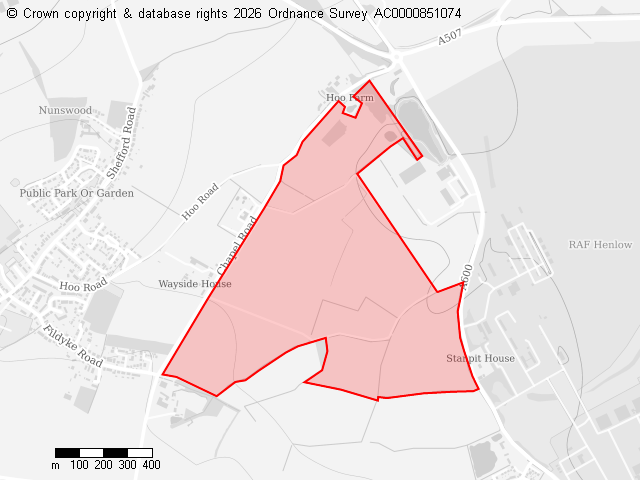 © Crown copyright & database rights 2026 Ordnance Survey AC0000851074
A507
Hoo Farm
Nunswood
Shefford Road
Public Park Or Garden
Hoo Road
Chapel Road
RAF Henlow
A600
Wayside House
Hoo Road
Fildyke Road
Stanpit House
m 100 200 300 400